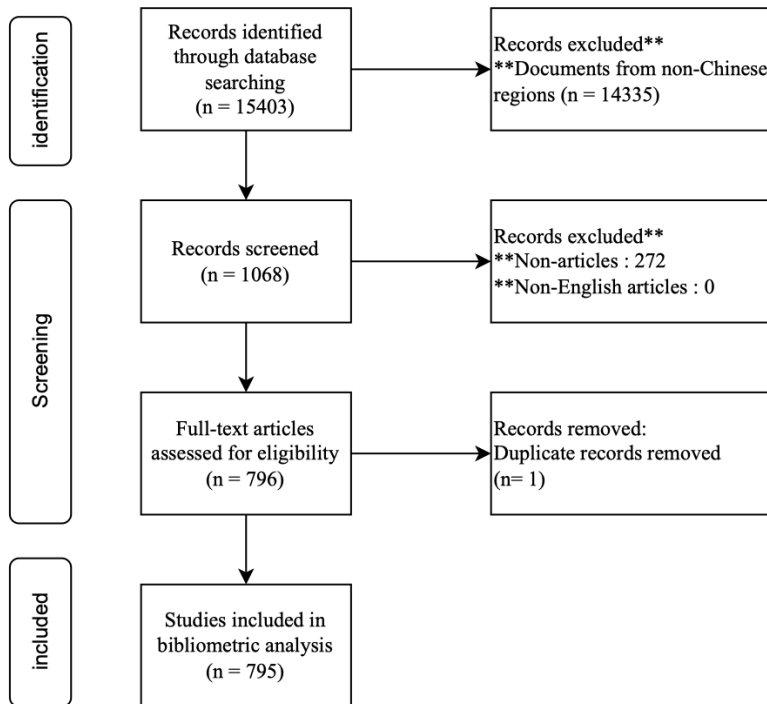 identification
Records identified
through database
searching
(n = 15403)
Records excluded**
**Documents from non-Chinese
regions (n = 14335)
Screening
Records screened
(n = 1068)
Records excluded**
**Non-articles : 272
**Non-English articles : 0
Full-text articles
assessed for eligibility
(n = 796)
Records removed:
Duplicate records removed
(n= 1)
included
Studies included in
bibliometric analysis
(n = 795)